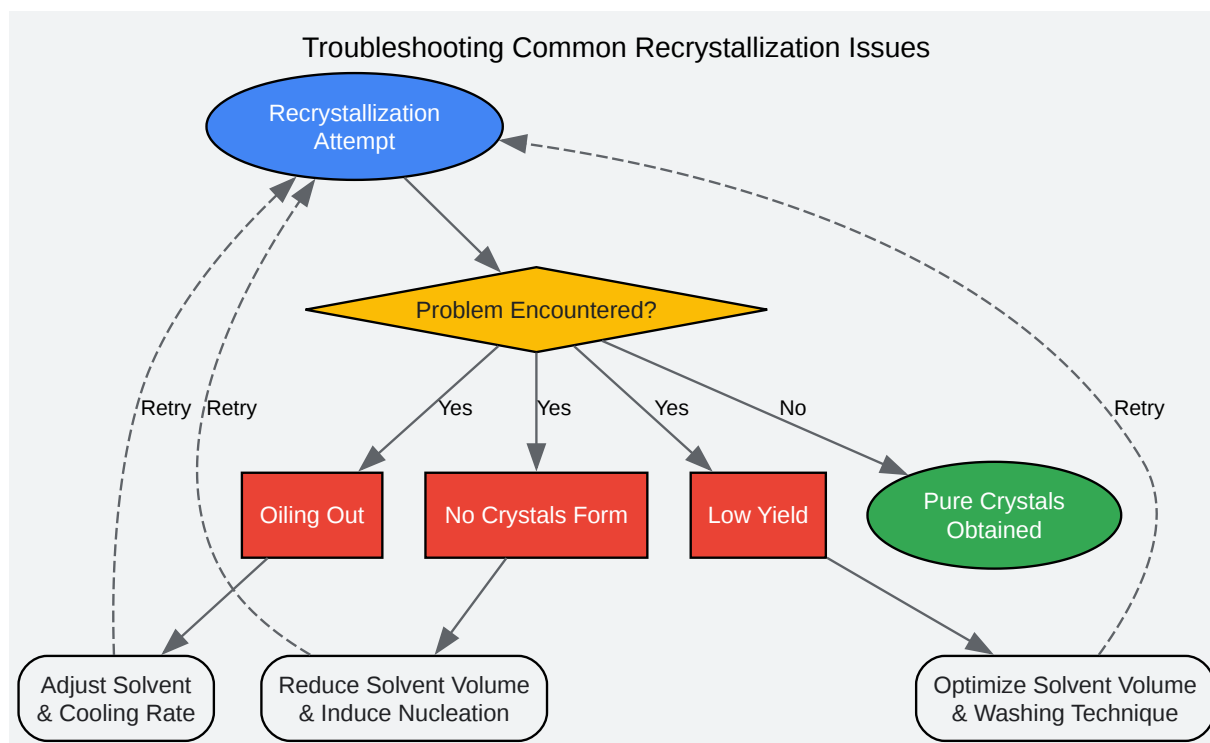 Troubleshooting Common Recrystallization Issues
Recrystallization
Attempt
Problem Encountered?
Retry
Retry
Yes
Yes
Yes
No
Retry
Oiling Out
No Crystals Form
Low Yield
Pure Crystals
Obtained
Adjust Solvent
& Cooling Rate
Reduce Solvent Volume
& Induce Nucleation
Optimize Solvent Volume
& Washing Technique